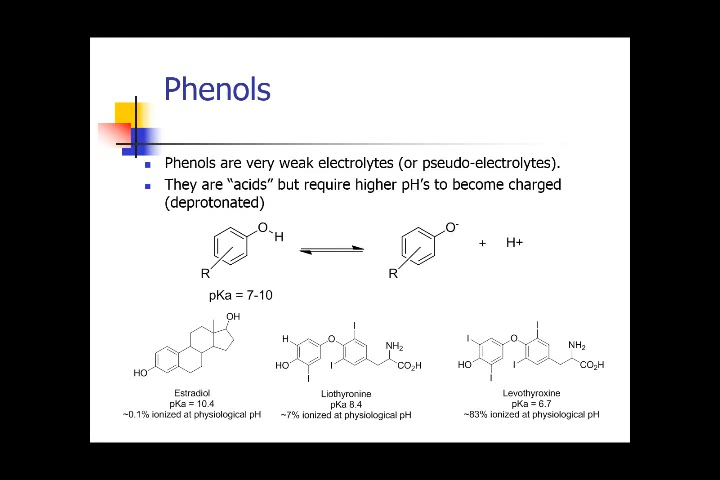 Phenols
Phenols are very weak electrolytes (or pseudo-electrolytes).
They are “acids” but require higher pH's to become charged
(deprotonated)
O
H
R
O-
R
+ H+
pKa = 7-10
OH
HO
Estradiol
pKa = 10.4
~0.1% ionized at physiological pH
H
O
I
NH2
HO
I
CO2H
I
Liothyronine
pKa 8.4
~7% ionized at physiological pH
I
O
I
NH2
HO
I
CO2H
I
Levothyroxine
pKa = 6.7
~83% ionized at physiological pH